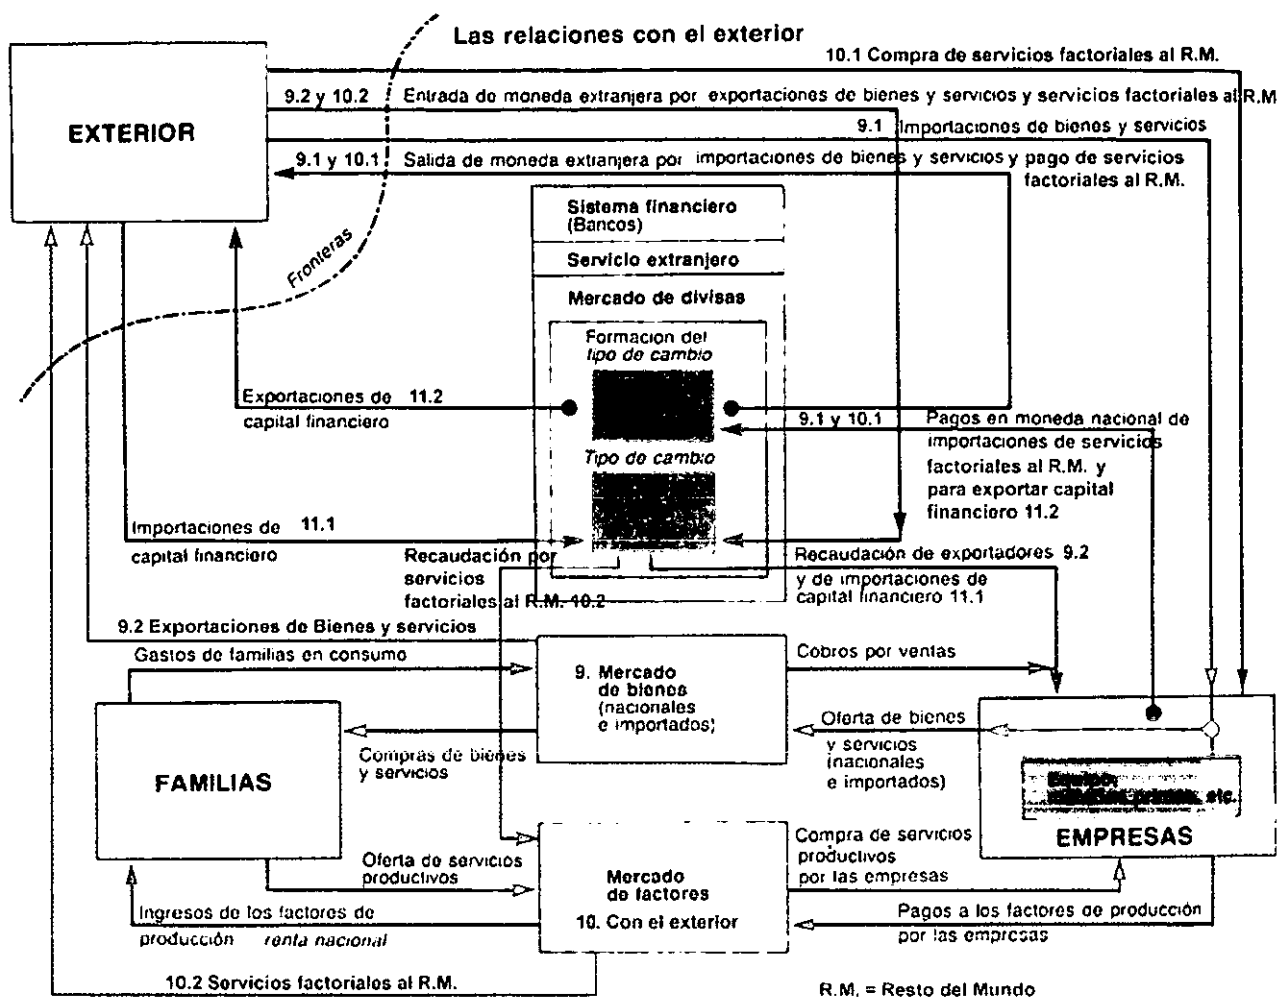 Las relaciones con el exterior
10.1 Compra de servicios factoriales al R.M.
9.2 y 10.2 Entrada de moneda extranjera por exportaciones de bienes y servicios y servicios factoriales al R.M
EXTERIOR
9.1 Importaciones de bienes y servicios
9.1 y 10.1 Salida de moneda extranjera por importaciones de bienes y servicios y pago de servicios
factoriales al R.M.
Sistema financiero
(Bancos)
Fronteras
Servicio extranjero
Mercado de divisas
Formacion del
tipo de cambio
Exportaciones de 11.2
capital financiero
9.1 y 10.1 Pagos en moneda nacional de
importaciones de servicios
factoriales al R.M. y
para exportar capital
financiero 11.2
Tipo de cambio
Importaciones de 11.1
capital financiero
Recaudación por
servicios
factoriales al R.M. 10.2
Recaudación de exportadores 9.2
y de importaciones de
capital financiero 11.1
9.2 Exportaciones de Bienes y servicios
Gastos de familias en consumo
9. Mercado
de bienes
(nacionales
e importados)
Cobros por ventas
Oferta de bienes
y servicios
(nacionales
e importados)
Compras de bienes
y servicios
FAMILIAS
Equipo,
materias primas, etc.
EMPRESAS
Oferta de servicios
productivos
Mercado
de factores
10. Con el exterior
Compra de servicios
productivos
por las empresas
Ingresos de los factores de
producción renta nacional
Pagos a los factores de producción
por las empresas
10.2 Servicios factoriales al R.M.
R.M. = Resto del Mundo